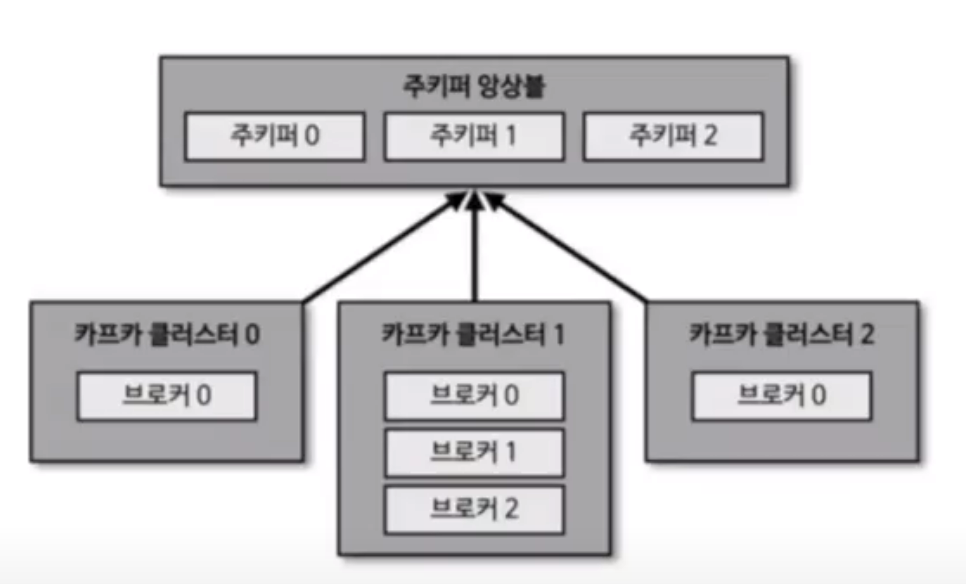 주키퍼 앙상블
주키퍼 0
주키퍼 1
주키퍼 2
카프카 클러스터 0
브로커 0
카프카 클러스터 1
브로커 0
브로커 1
브로커 2
카프카 클러스터 2
브로커 0